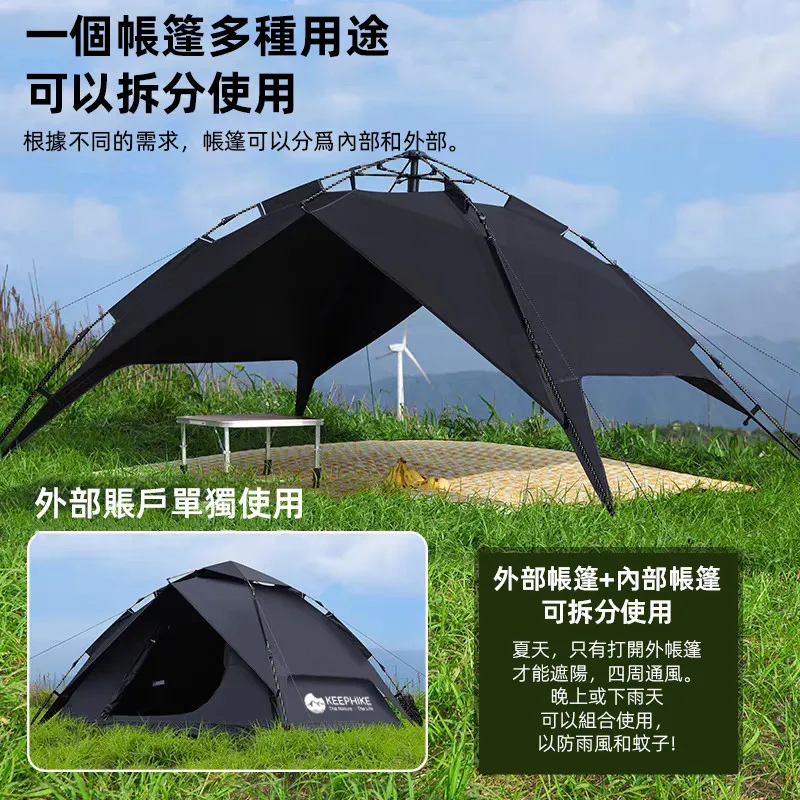 一個帳篷多種用途
可以拆分使用
根據不同的需求，帳篷可以分爲內部和外部。
外部賬戶單獨使用
KEEPHIKE
The Nature · The Life
外部帳篷+內部帳篷
可拆分使用
夏天，只有打開外帳篷
才能遮陽，四周通風。
晚上或下雨天
可以組合使用，
以防雨風和蚊子!